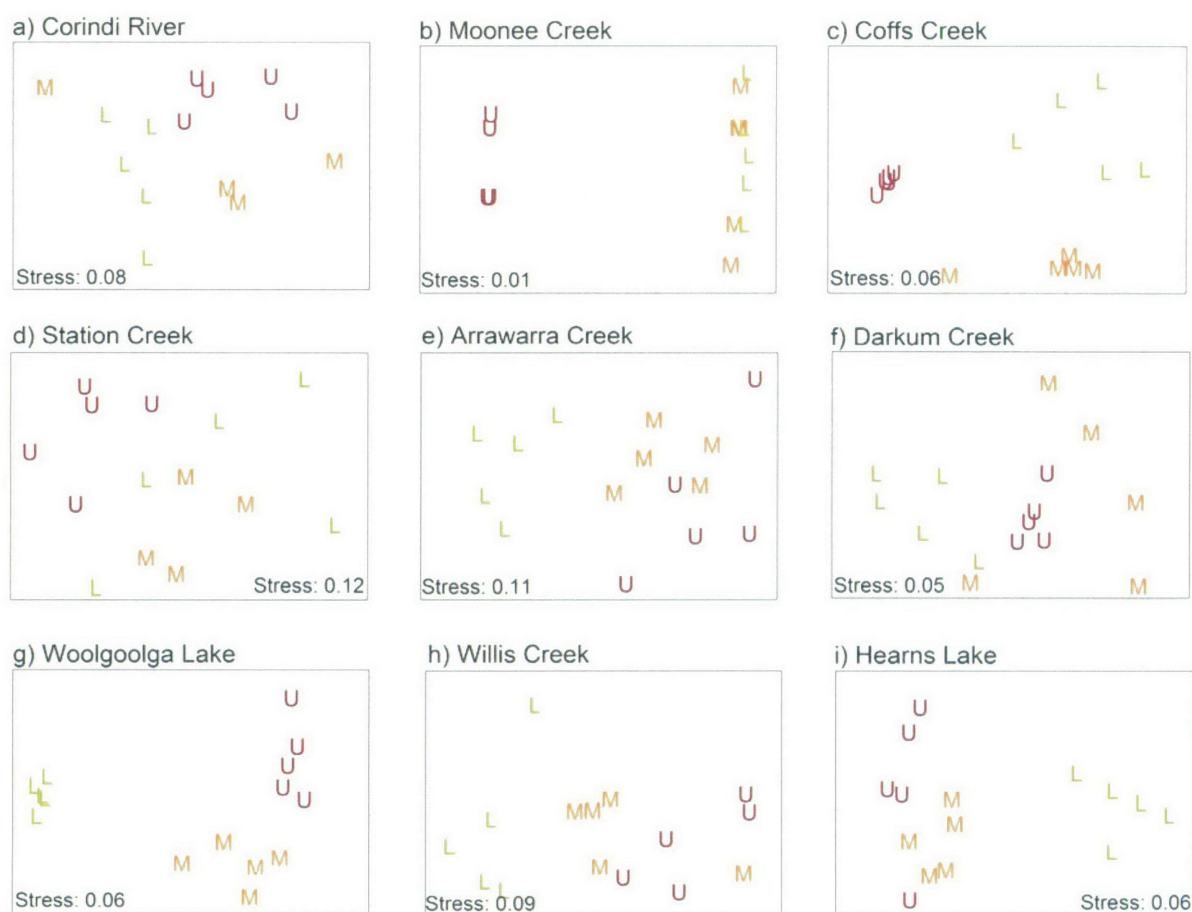 a) Corindi River
b) Moonee Creek
c) Coffs Creek
U U U
M
L L U U
L M M M
L
L
Stress: 0.08
L
M
U
U M L
L
L
U
M L
M
Stress: 0.01
L
L
L
L L
U U U U
M
M M M M
Stress: 0.06
d) Station Creek
e) Arrawarra Creek
f) Darkum Creek
L
U
U U
L
U
L M
U M
L
M
M
L
Stress: 0.12
U
L M
L L M
M
L M U M
L U U
U
Stress: 0.11
M
M
L L U
L M
U
L U
U U
L
M M
Stress: 0.05
g) Woolgoolga Lake
h) Willis Creek
i) Hearns Lake
U
U
L U
L U
L U
L
M
M M M
M
Stress: 0.06
L
M U
M M U
L
U
L
M M
L U
L U
Stress: 0.09
U
U
L
U U M L
L
M L
M
L
M M
U
Stress: 0.06